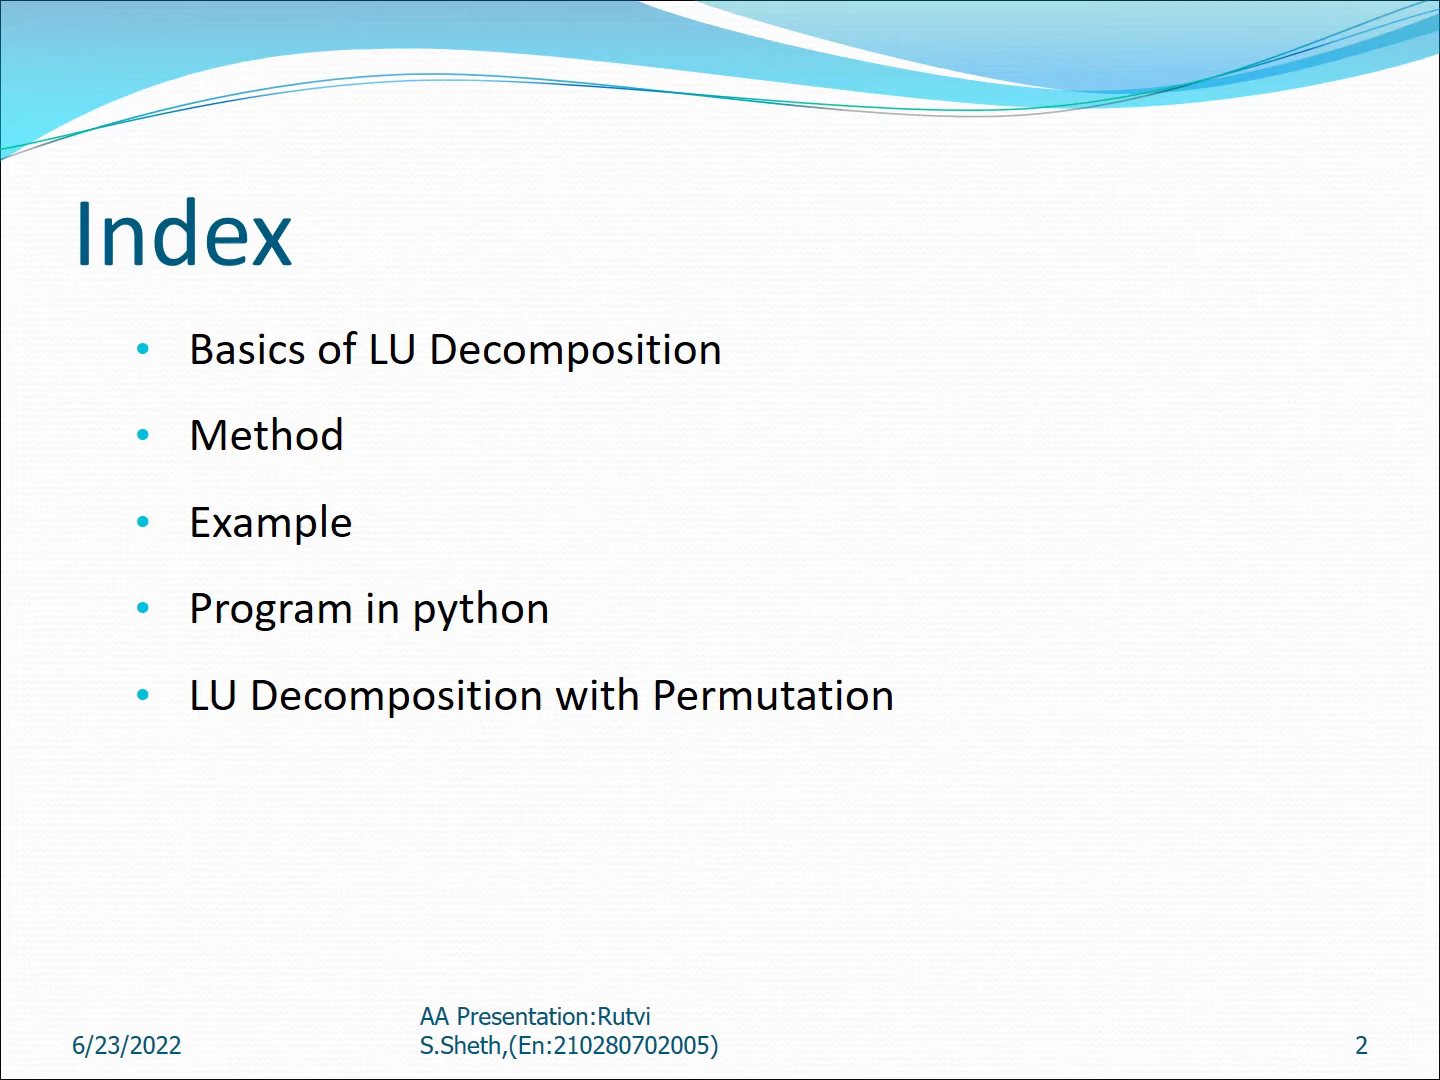 Index
• Basics of LU Decomposition
• Method
• Example
• Program in python
• LU Decomposition with Permutation
6/23/2022
AA Presentation:Rutvi
S.Sheth,(En:210280702005)
2